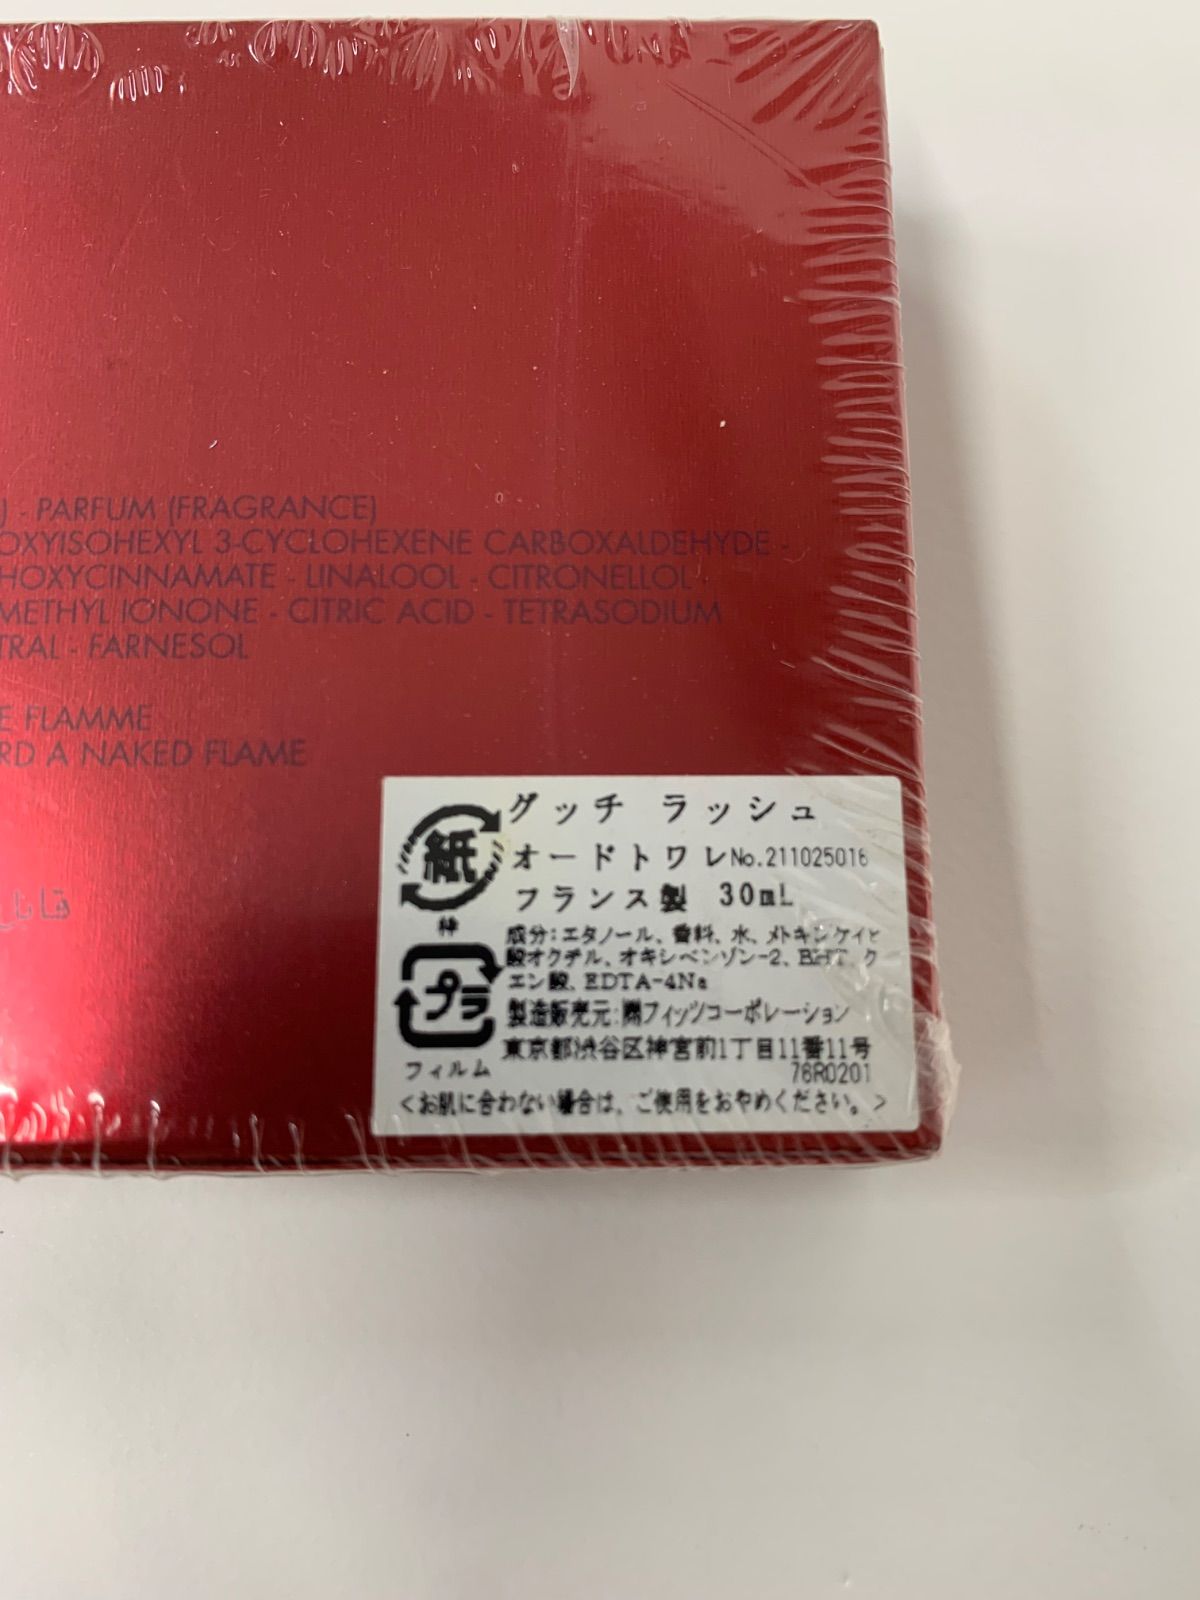 ) - PARFUM (FRAGRANCE)
OXYISOHEXYL 3-CYCLOHEXENE CARBOXALDEHYDE -
HOXYCINNAMATE - LINALOOL - CITRONELLOL -
METHYL IONONE - CITRIC ACID - TETRASODIUM
TRAL - FARNESOL
E FLAMME
RD A NAKED FLAME
グッチ ラッシュ
紙
オードトワレNo.211025016
フランス製 30mL
成分:エタノール、香料、水、メトキシケイヒ
酸オクチル、オキシベンゾン-2、BHT、ク
エン酸、EDTA-4Na
プラ
製造販売元:㈱フィッツコーポレーション
東京都渋谷区神宮前1丁目11番11号
フィルム
76R0201
<お肌に合わない場合は、ご使用をおやめください。>